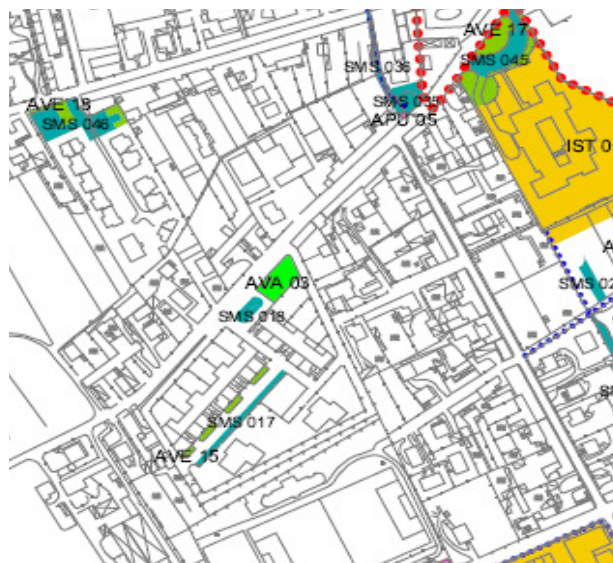 AVE 17
SMS 036
SMS 045
AVE 18
SMS 046
APU 05
IST 0
AVA 03
SMS 02
SMS 018
SMS 017
AVE 15